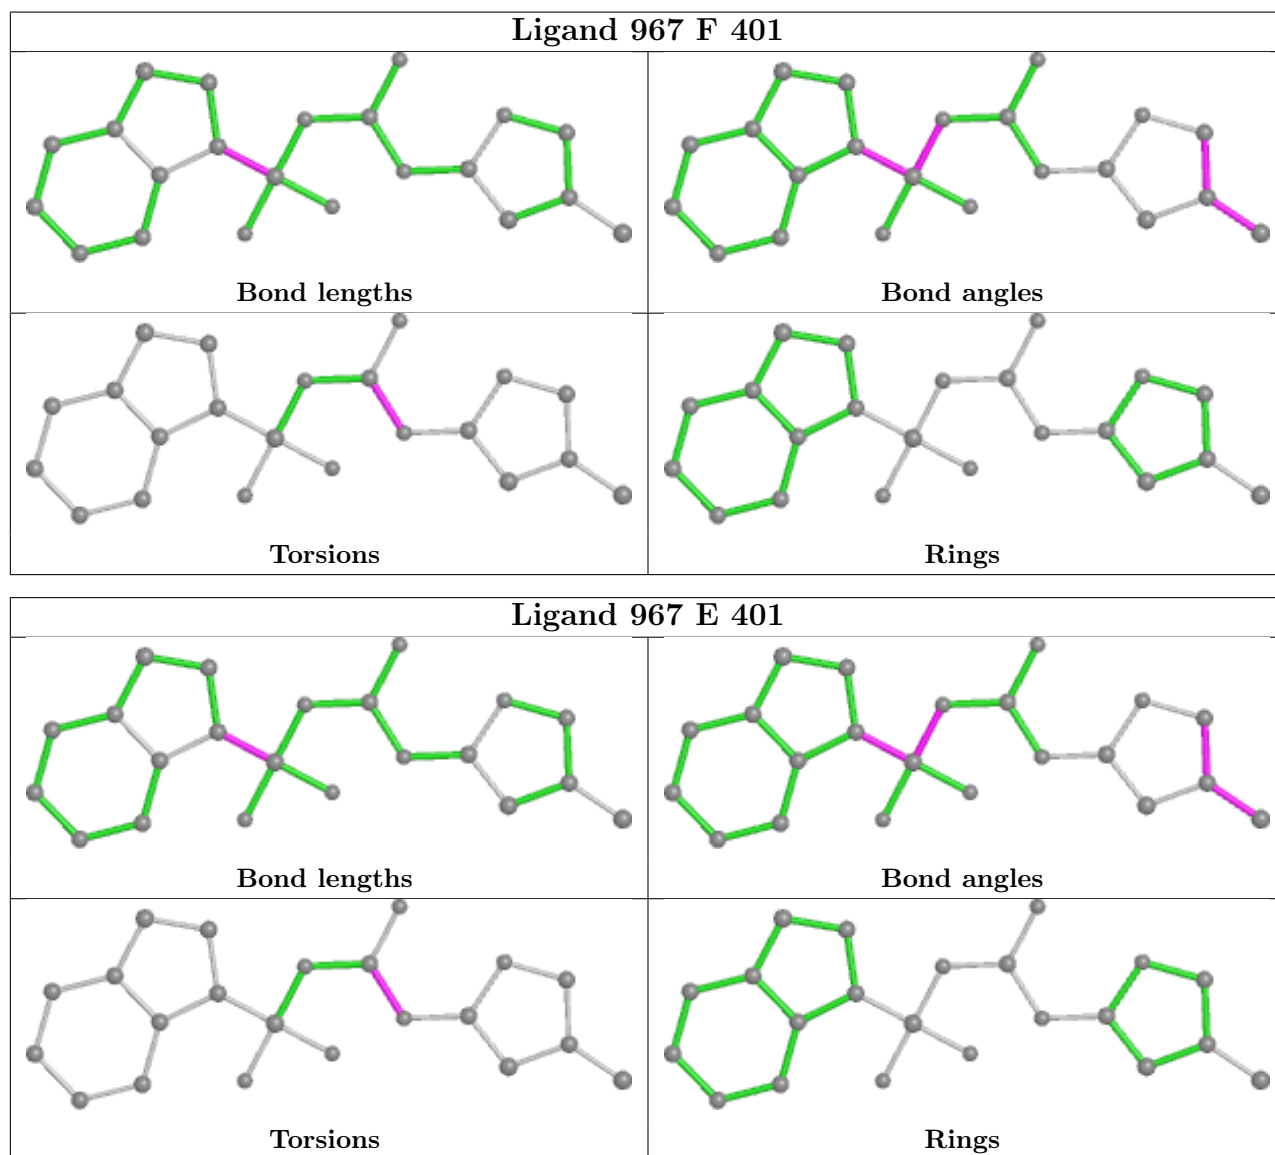 Ligand 967 F 401
Bond lengths
Bond angles
Torsions
Rings
Ligand 967 E 401
Bond lengths
Bond angles
Torsions
Rings